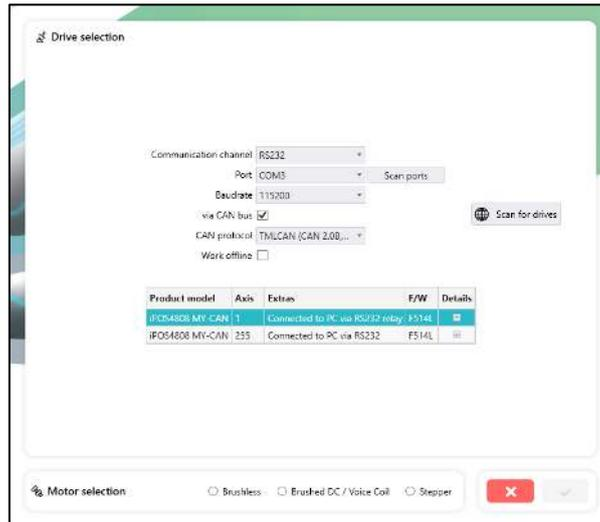 Drive selection
Communication channel RS232
Port COM3 Scan ports
Baudrate 115200
via CAN bus
Scan for drives
CAN protocol TMLCAN (CAN 2.0B,...
Work offline
Product model Axis Extras F/W Details
iPOS4808 MY-CAN 1 Connected to PC via RS232 relay F514L
iPOS4808 MY-CAN 255 Connected to PC via RS232 F514L
Motor selection Brushless Brushed DC / Voice Coil Stepper